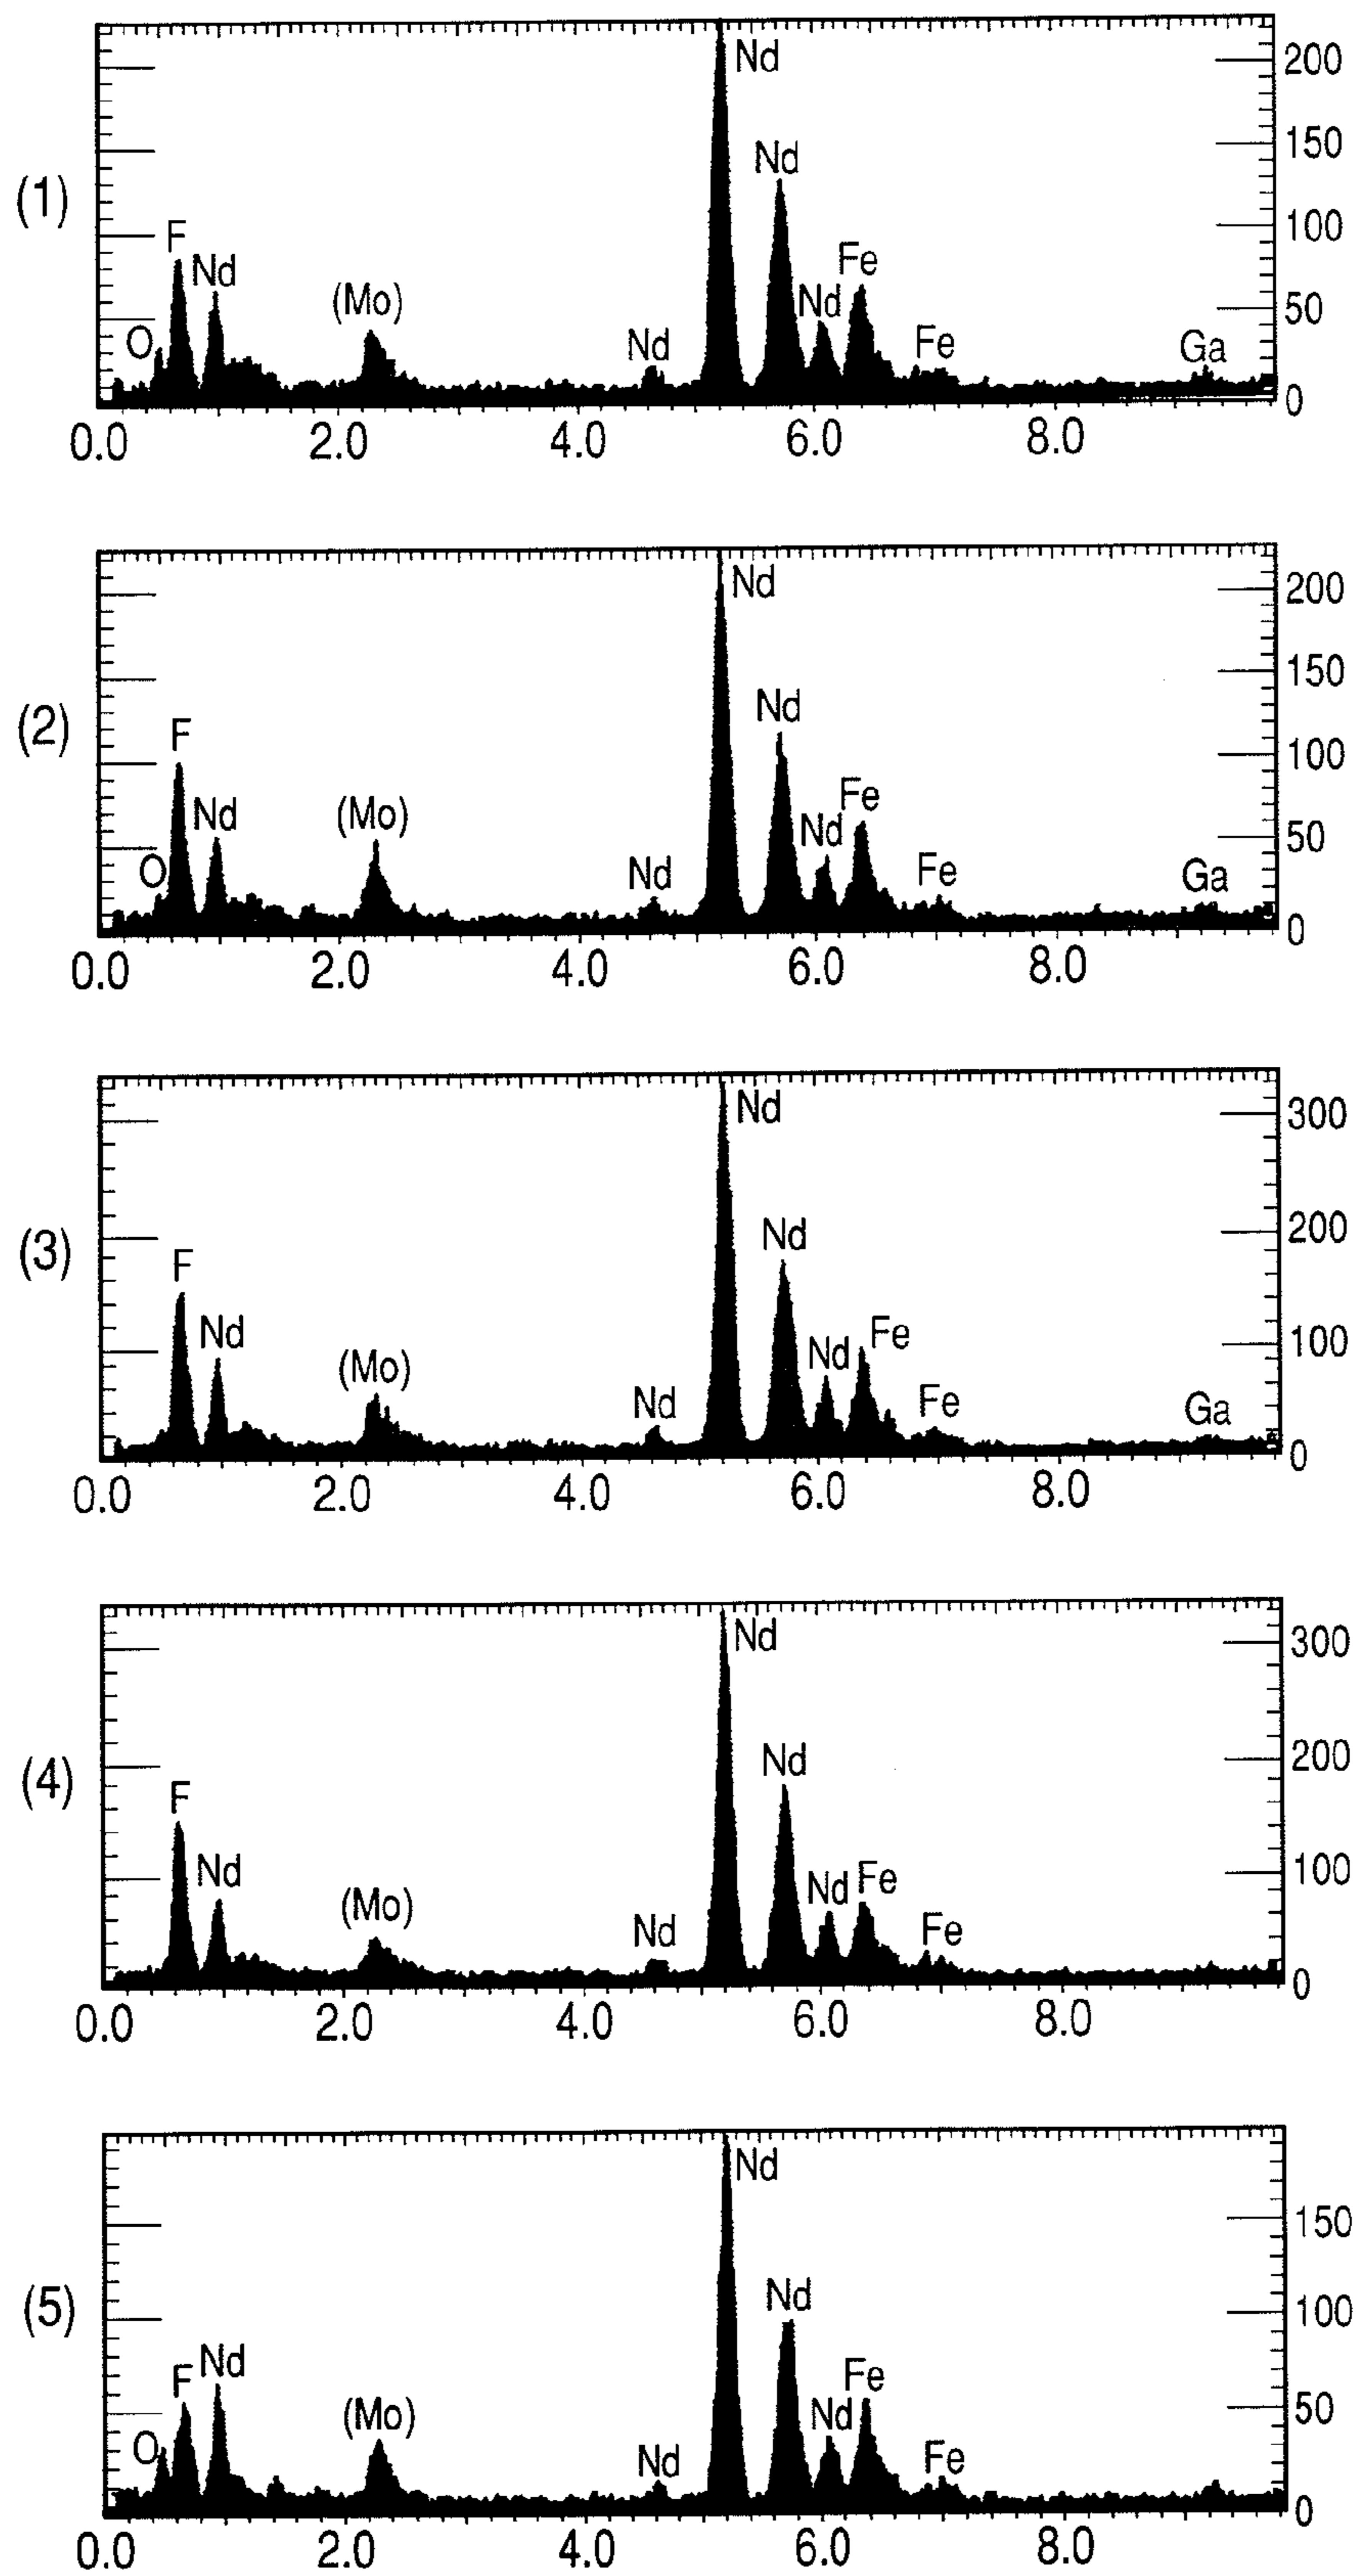 Nd 200
Nd 150
(1) F Nd (Mo) Nd Fe 100
O Nd Fe Ga 50
0
0.0 2.0 4.0 6.0 8.0
Nd 200
Nd 150
(2) F Nd (Mo) Nd Fe 100
O Nd Fe Ga 50
0
0.0 2.0 4.0 6.0 8.0
Nd 300
Nd 200
(3) F Nd (Mo) Nd Fe 100
Nd Fe Ga
0
0.0 2.0 4.0 6.0 8.0
Nd 300
Nd 200
(4) F Nd (Mo) Nd Fe 100
Nd Fe
0
0.0 2.0 4.0 6.0 8.0
Nd 150
Nd 100
(5) F Nd (Mo) Nd Fe 50
O Nd Fe
0
0.0 2.0 4.0 6.0 8.0